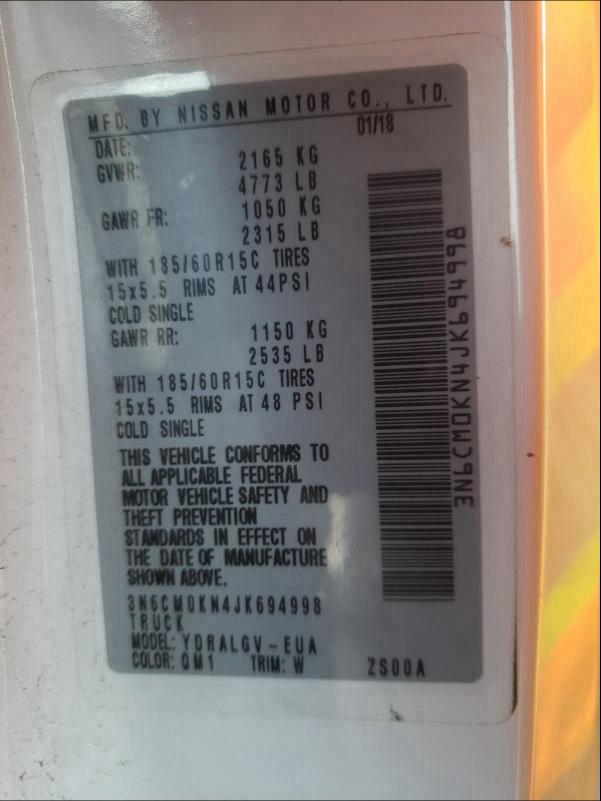 MFD. BY NISSAN MOTOR CO., LTD.
DATE: 01/18
GVWR: 2165 KG
4773 LB
GAWR FR: 1050 KG
2315 LB
WITH 185/60R15C TIRES
15x5.5 RIMS AT 44PSI
COLD SINGLE
GAWR RR: 1150 KG
2535 LB
WITH 185/60R15C TIRES
15x5.5 RIMS AT 48 PSI
COLD SINGLE
THIS VEHICLE CONFORMS TO
ALL APPLICABLE FEDERAL
MOTOR VEHICLE SAFETY AND
THEFT PREVENTION
STANDARDS IN EFFECT ON
THE DATE OF MANUFACTURE
SHOWN ABOVE.
3N6CM0KN4JK694998
TRUCK
MODEL: YDRALGV-EUA
COLOR: QM1 TRIM: W ZS00A
3N6CM0KN4JK694998